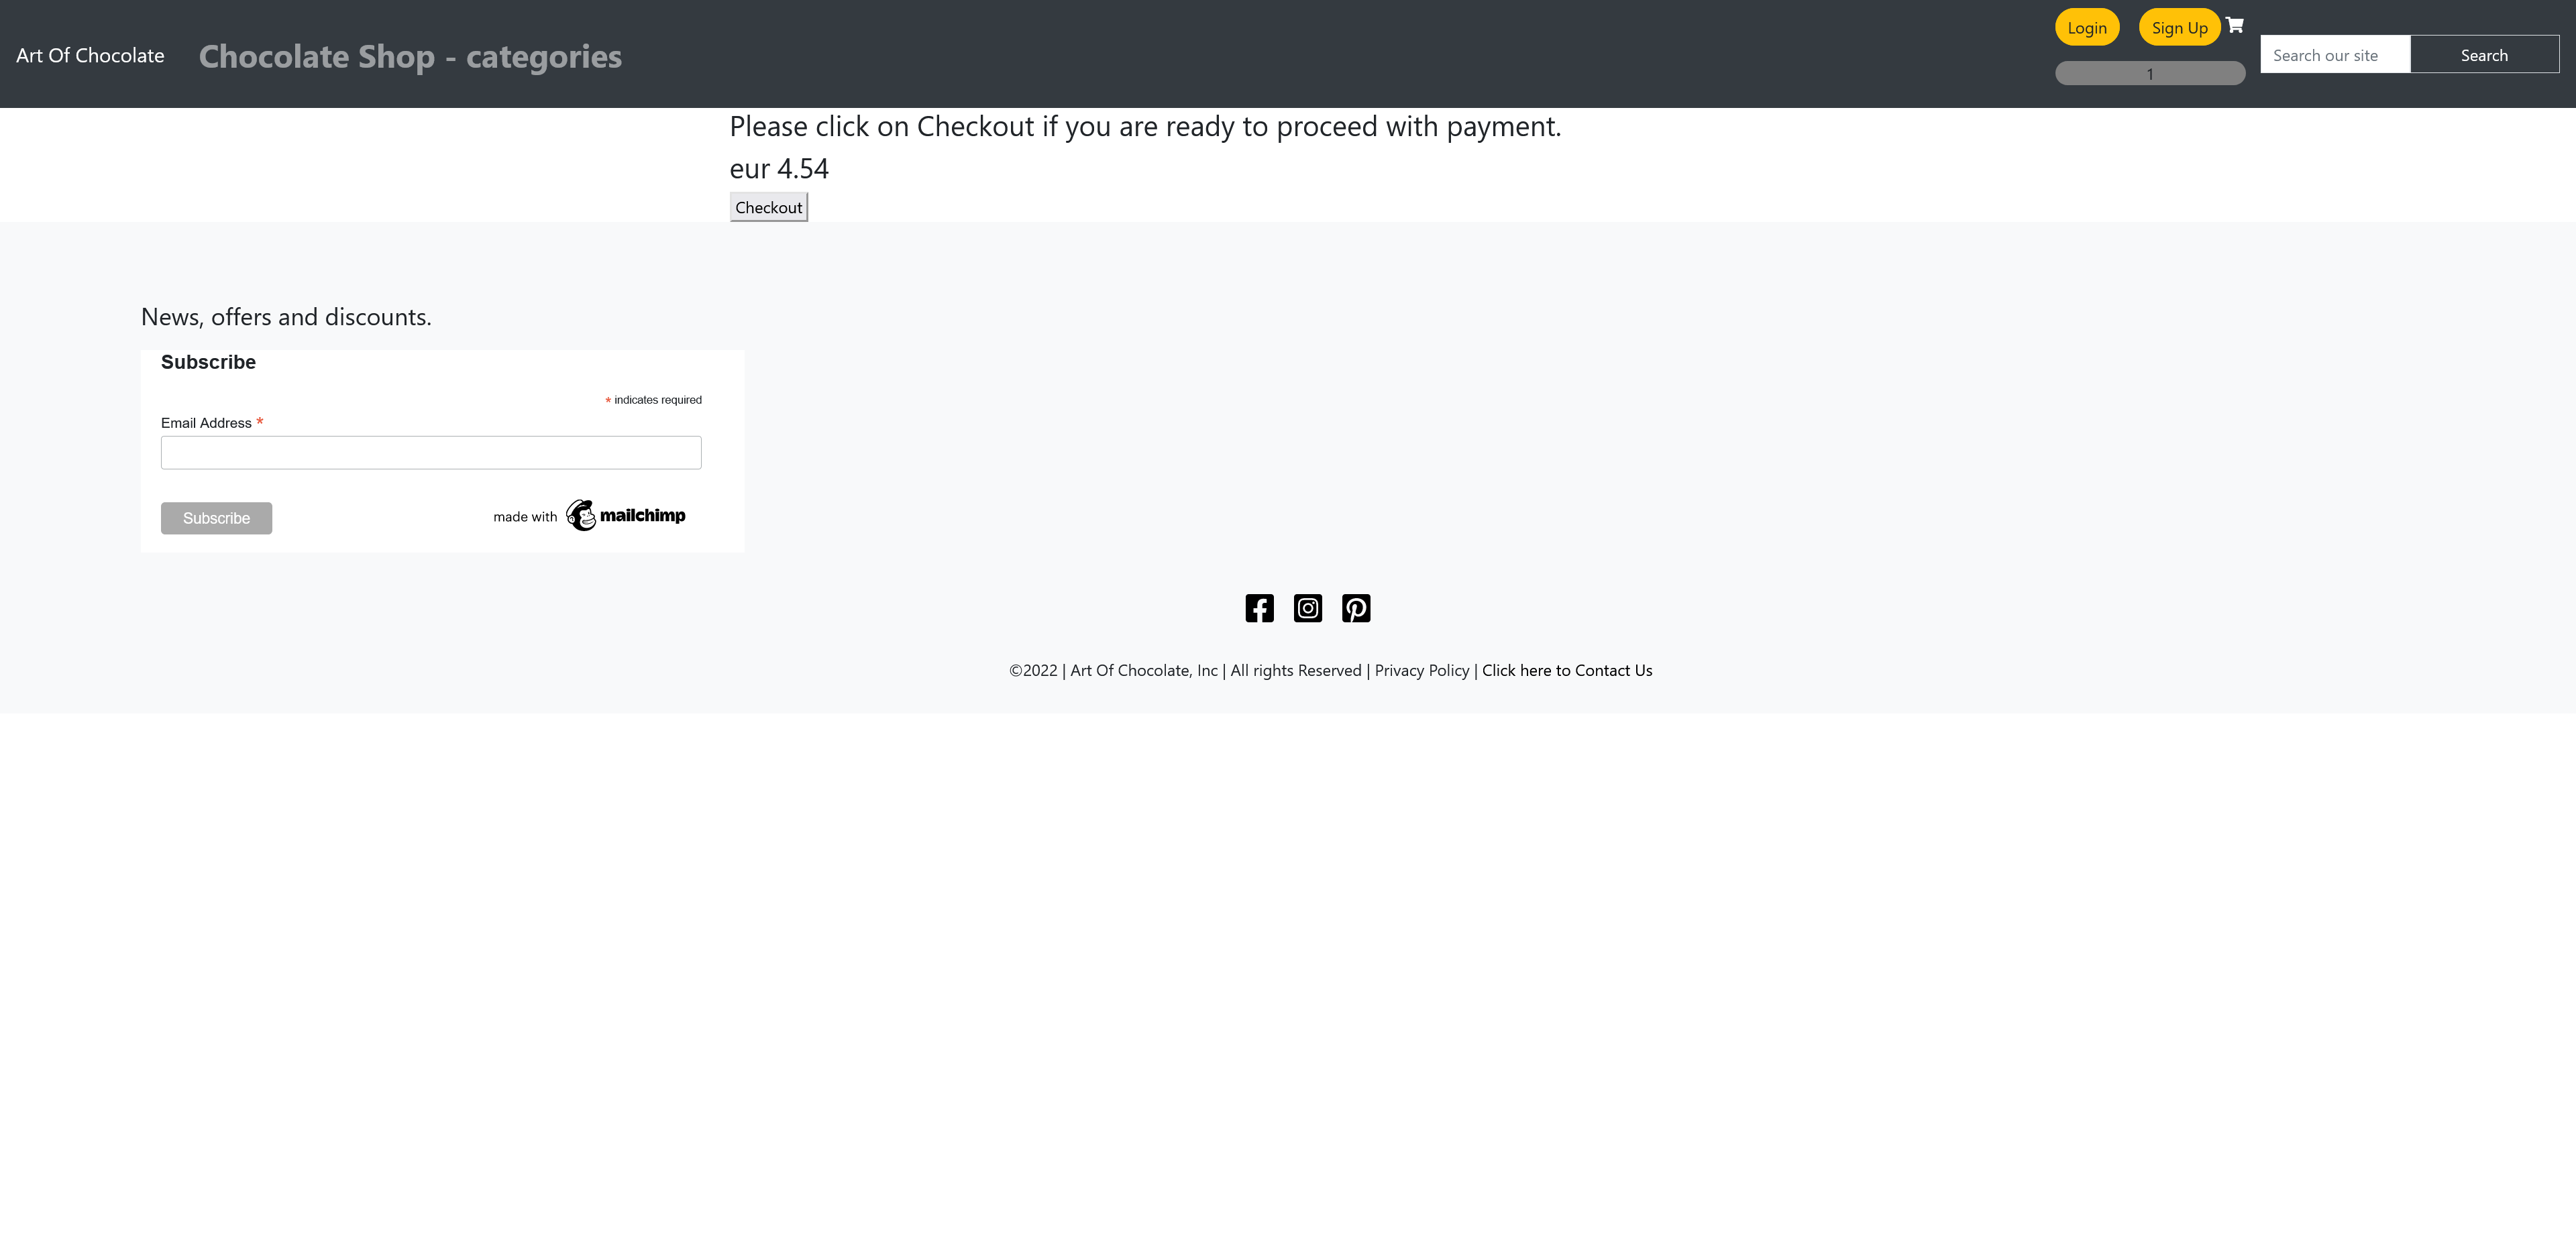 Art Of Chocolate
Chocolate Shop - categories
Login
Sign Up
1
Search our site
Search
Please click on Checkout if you are ready to proceed with payment.
eur 4.54
Checkout
News, offers and discounts.
Subscribe
* indicates required
Email Address *
Subscribe
made with mailchimp
©2022 | Art Of Chocolate, Inc | All rights Reserved | Privacy Policy | Click here to Contact Us